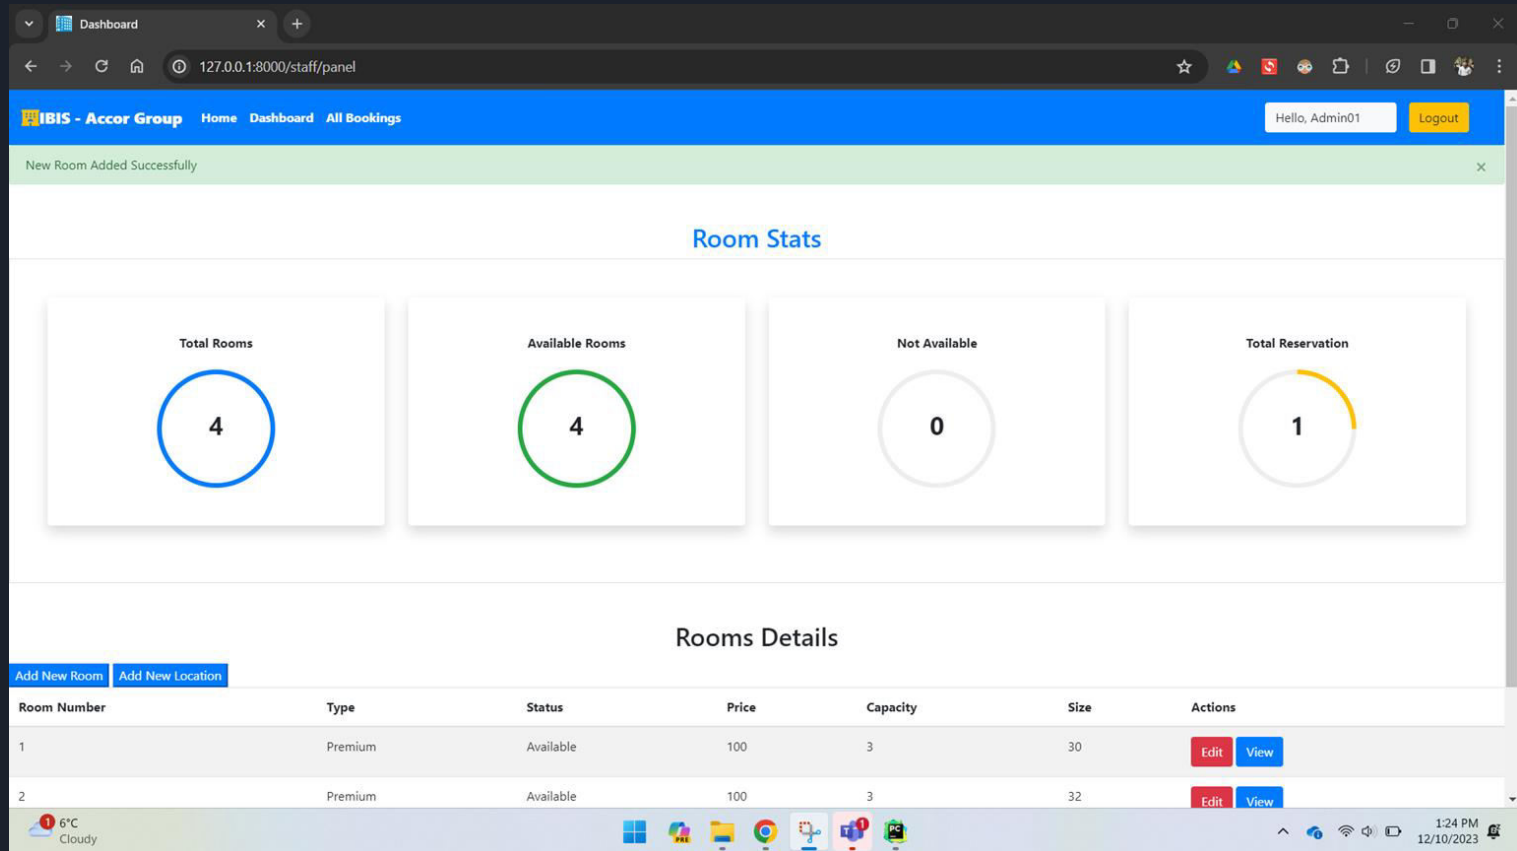 Dashboard
127.0.0.1:8000/staff/panel
IBIS - Accor Group Home Dashboard All Bookings Hello, Admin01 Logout
New Room Added Successfully
Room Stats
Total Rooms Available Rooms Not Available Total Reservation
4 4 0 1
Rooms Details
Add New Room Add New Location
Room Number Type Status Price Capacity Size Actions
1 Premium Available 100 3 30 Edit View
2 Premium Available 100 3 32 Edit View
1 6°C
Cloudy
PRE 1 PC
1:24 PM
12/10/2023